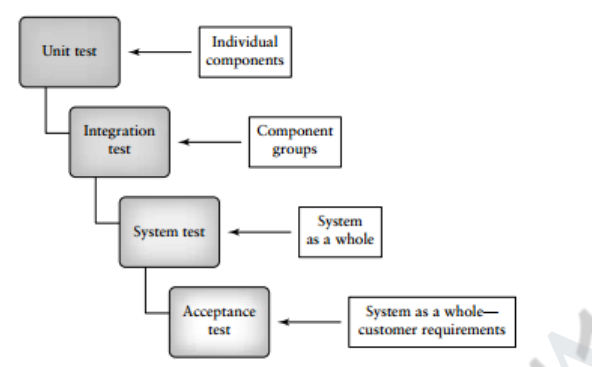 Unit test
Individual
components
Integration
test
Component
groups
System test
System
as a whole
Acceptance
test
System as a whole—
customer requirements